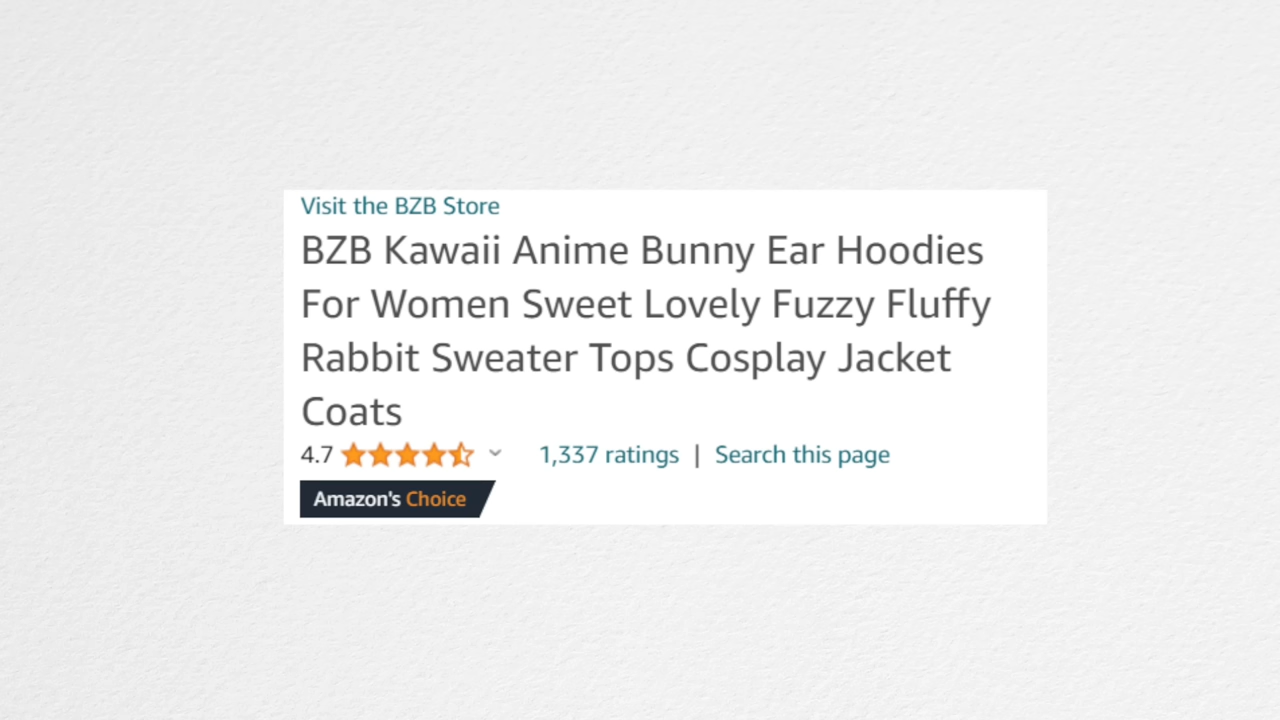 Visit the BZB Store
BZB Kawaii Anime Bunny Ear Hoodies
For Women Sweet Lovely Fuzzy Fluffy
Rabbit Sweater Tops Cosplay Jacket
Coats
4.7 1,337 ratings | Search this page
Amazon's Choice